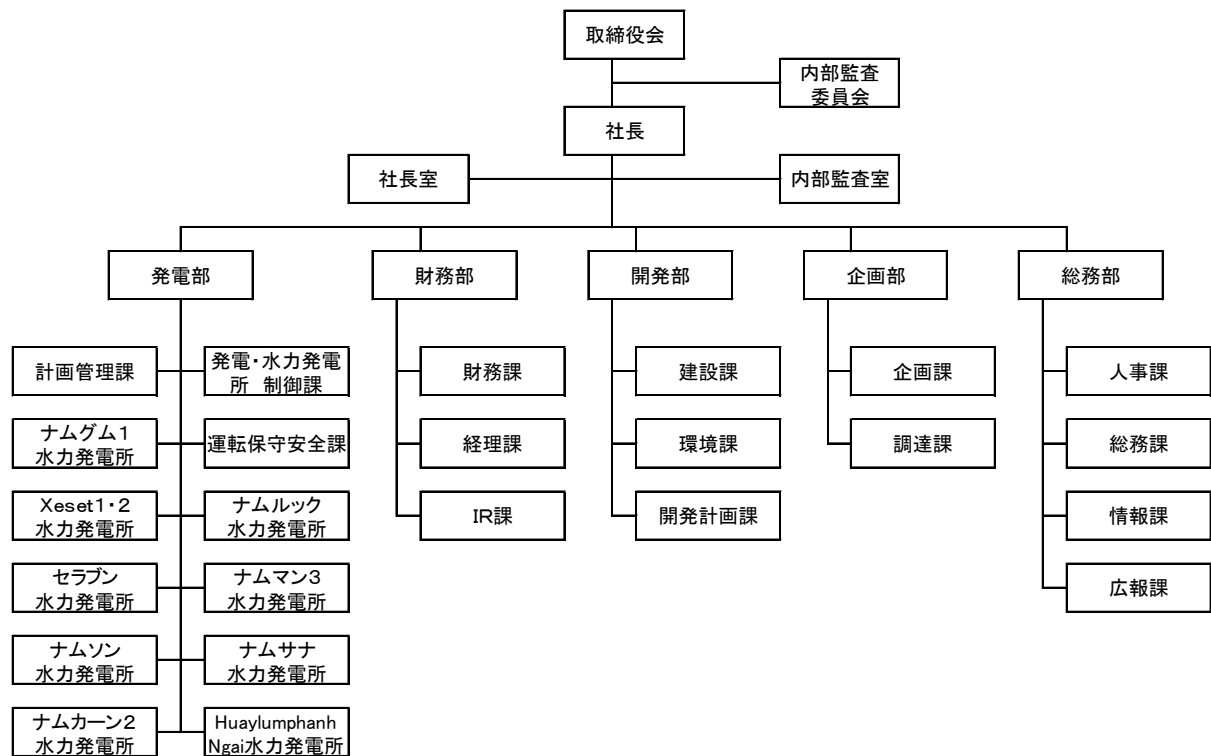 取締役会
内部監査
委員会
社長
社長室
内部監査室
発電部
財務部
開発部
企画部
総務部
計画管理課
発電・水力発電
所　制御課
財務課
建設課
企画課
人事課
ナムグム1
水力発電所
運転保守安全課
経理課
環境課
調達課
総務課
Xeset1・2
水力発電所
ナムルック
水力発電所
IR課
開発計画課
情報課
セラブン
水力発電所
ナムマン3
水力発電所
広報課
ナムソン
水力発電所
ナムサナ
水力発電所
ナムカーン2
水力発電所
Huaylumphanh
Ngai水力発電所